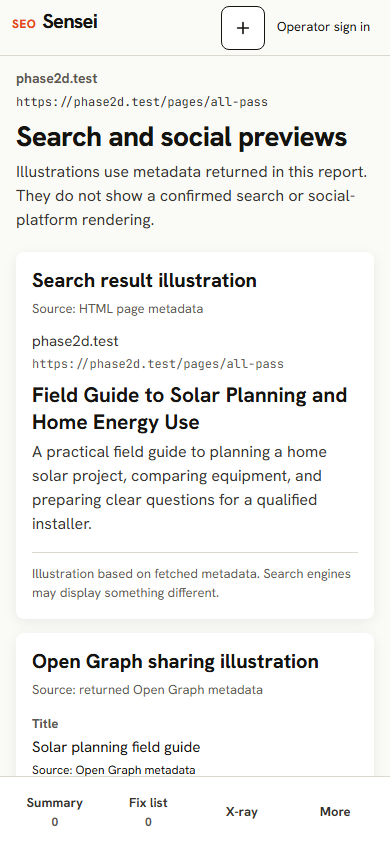 SEO Sensei
+
Operator sign in
phase2d.test
https://phase2d.test/pages/all-pass
Search and social previews
Illustrations use metadata returned in this report.
They do not show a confirmed search or social-
platform rendering.
Search result illustration
Source: HTML page metadata
phase2d.test
https://phase2d.test/pages/all-pass
Field Guide to Solar Planning and
Home Energy Use
A practical field guide to planning a home
solar project, comparing equipment, and
preparing clear questions for a qualified
installer.
Illustration based on fetched metadata. Search engines
may display something different.
Open Graph sharing illustration
Source: returned Open Graph metadata
Title
Solar planning field guide
Source: Open Graph metadata
Summary
0
Fix list
0
X-ray
More